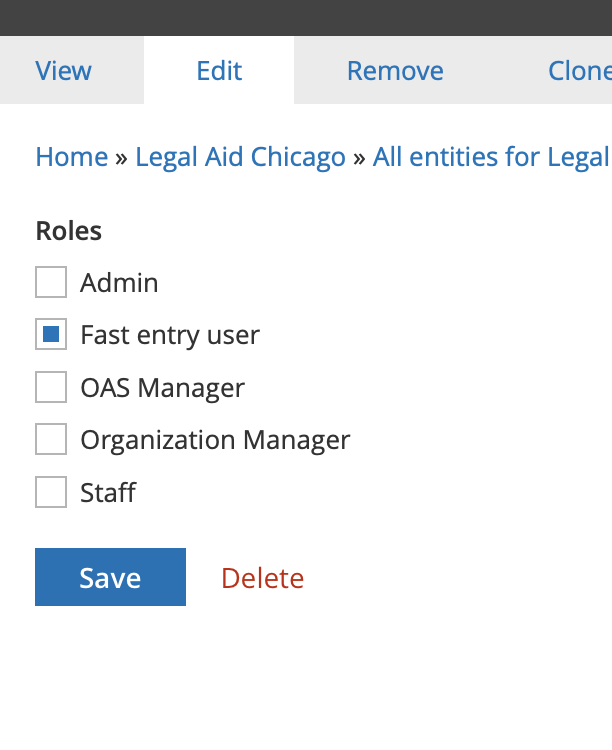 View Edit Remove Clone
Home » Legal Aid Chicago » All entities for Legal
Roles
Admin
Fast entry user
OAS Manager
Organization Manager
Staff
Save Delete